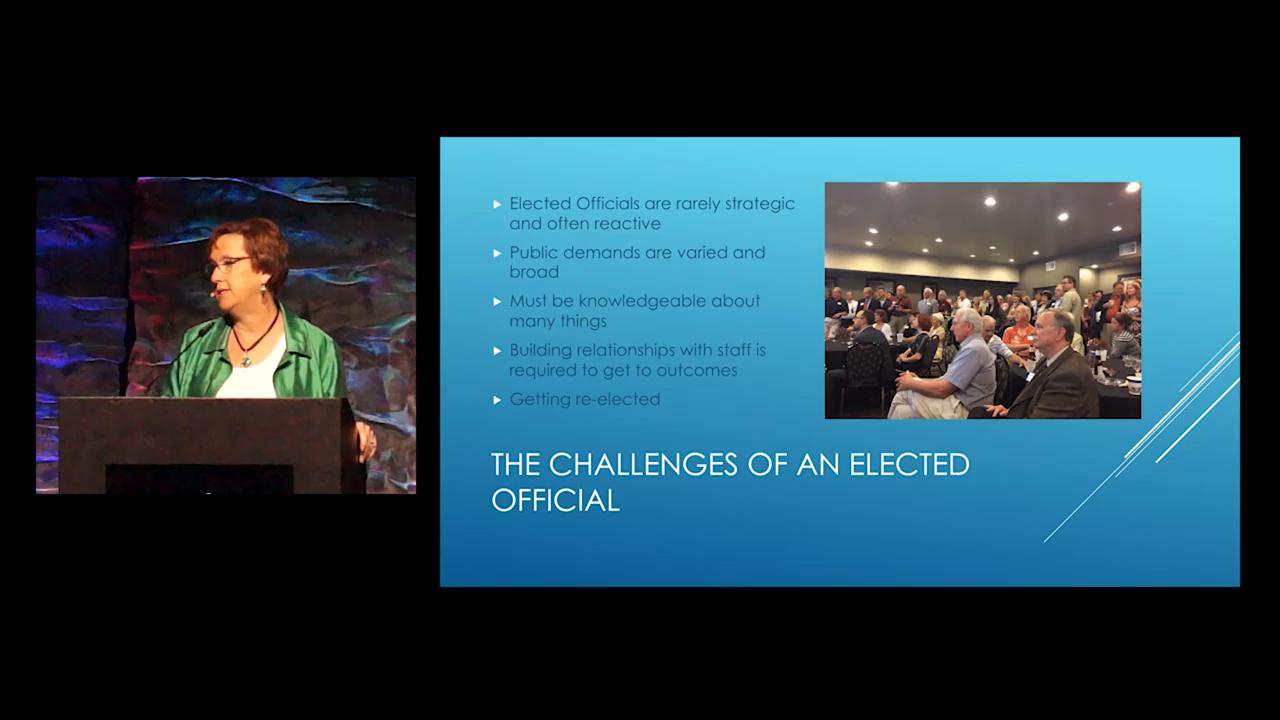 Elected Officials are rarely strategic
and often reactive
Public demands are varied and
broad
Must be knowledgeable about
many things
Building relationships with staff is
required to get to outcomes
Getting re-elected
THE CHALLENGES OF AN ELECTED
OFFICIAL